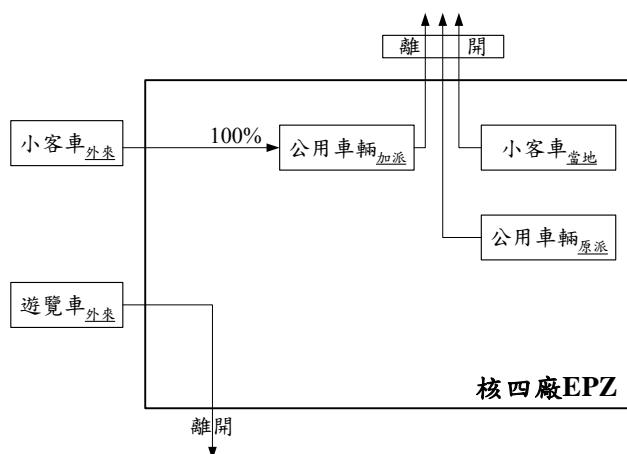 離 開
小客車外來
100%
公用車輛加派
小客車當地
公用車輛原派
遊覽車外來
核四廠EPZ
離開